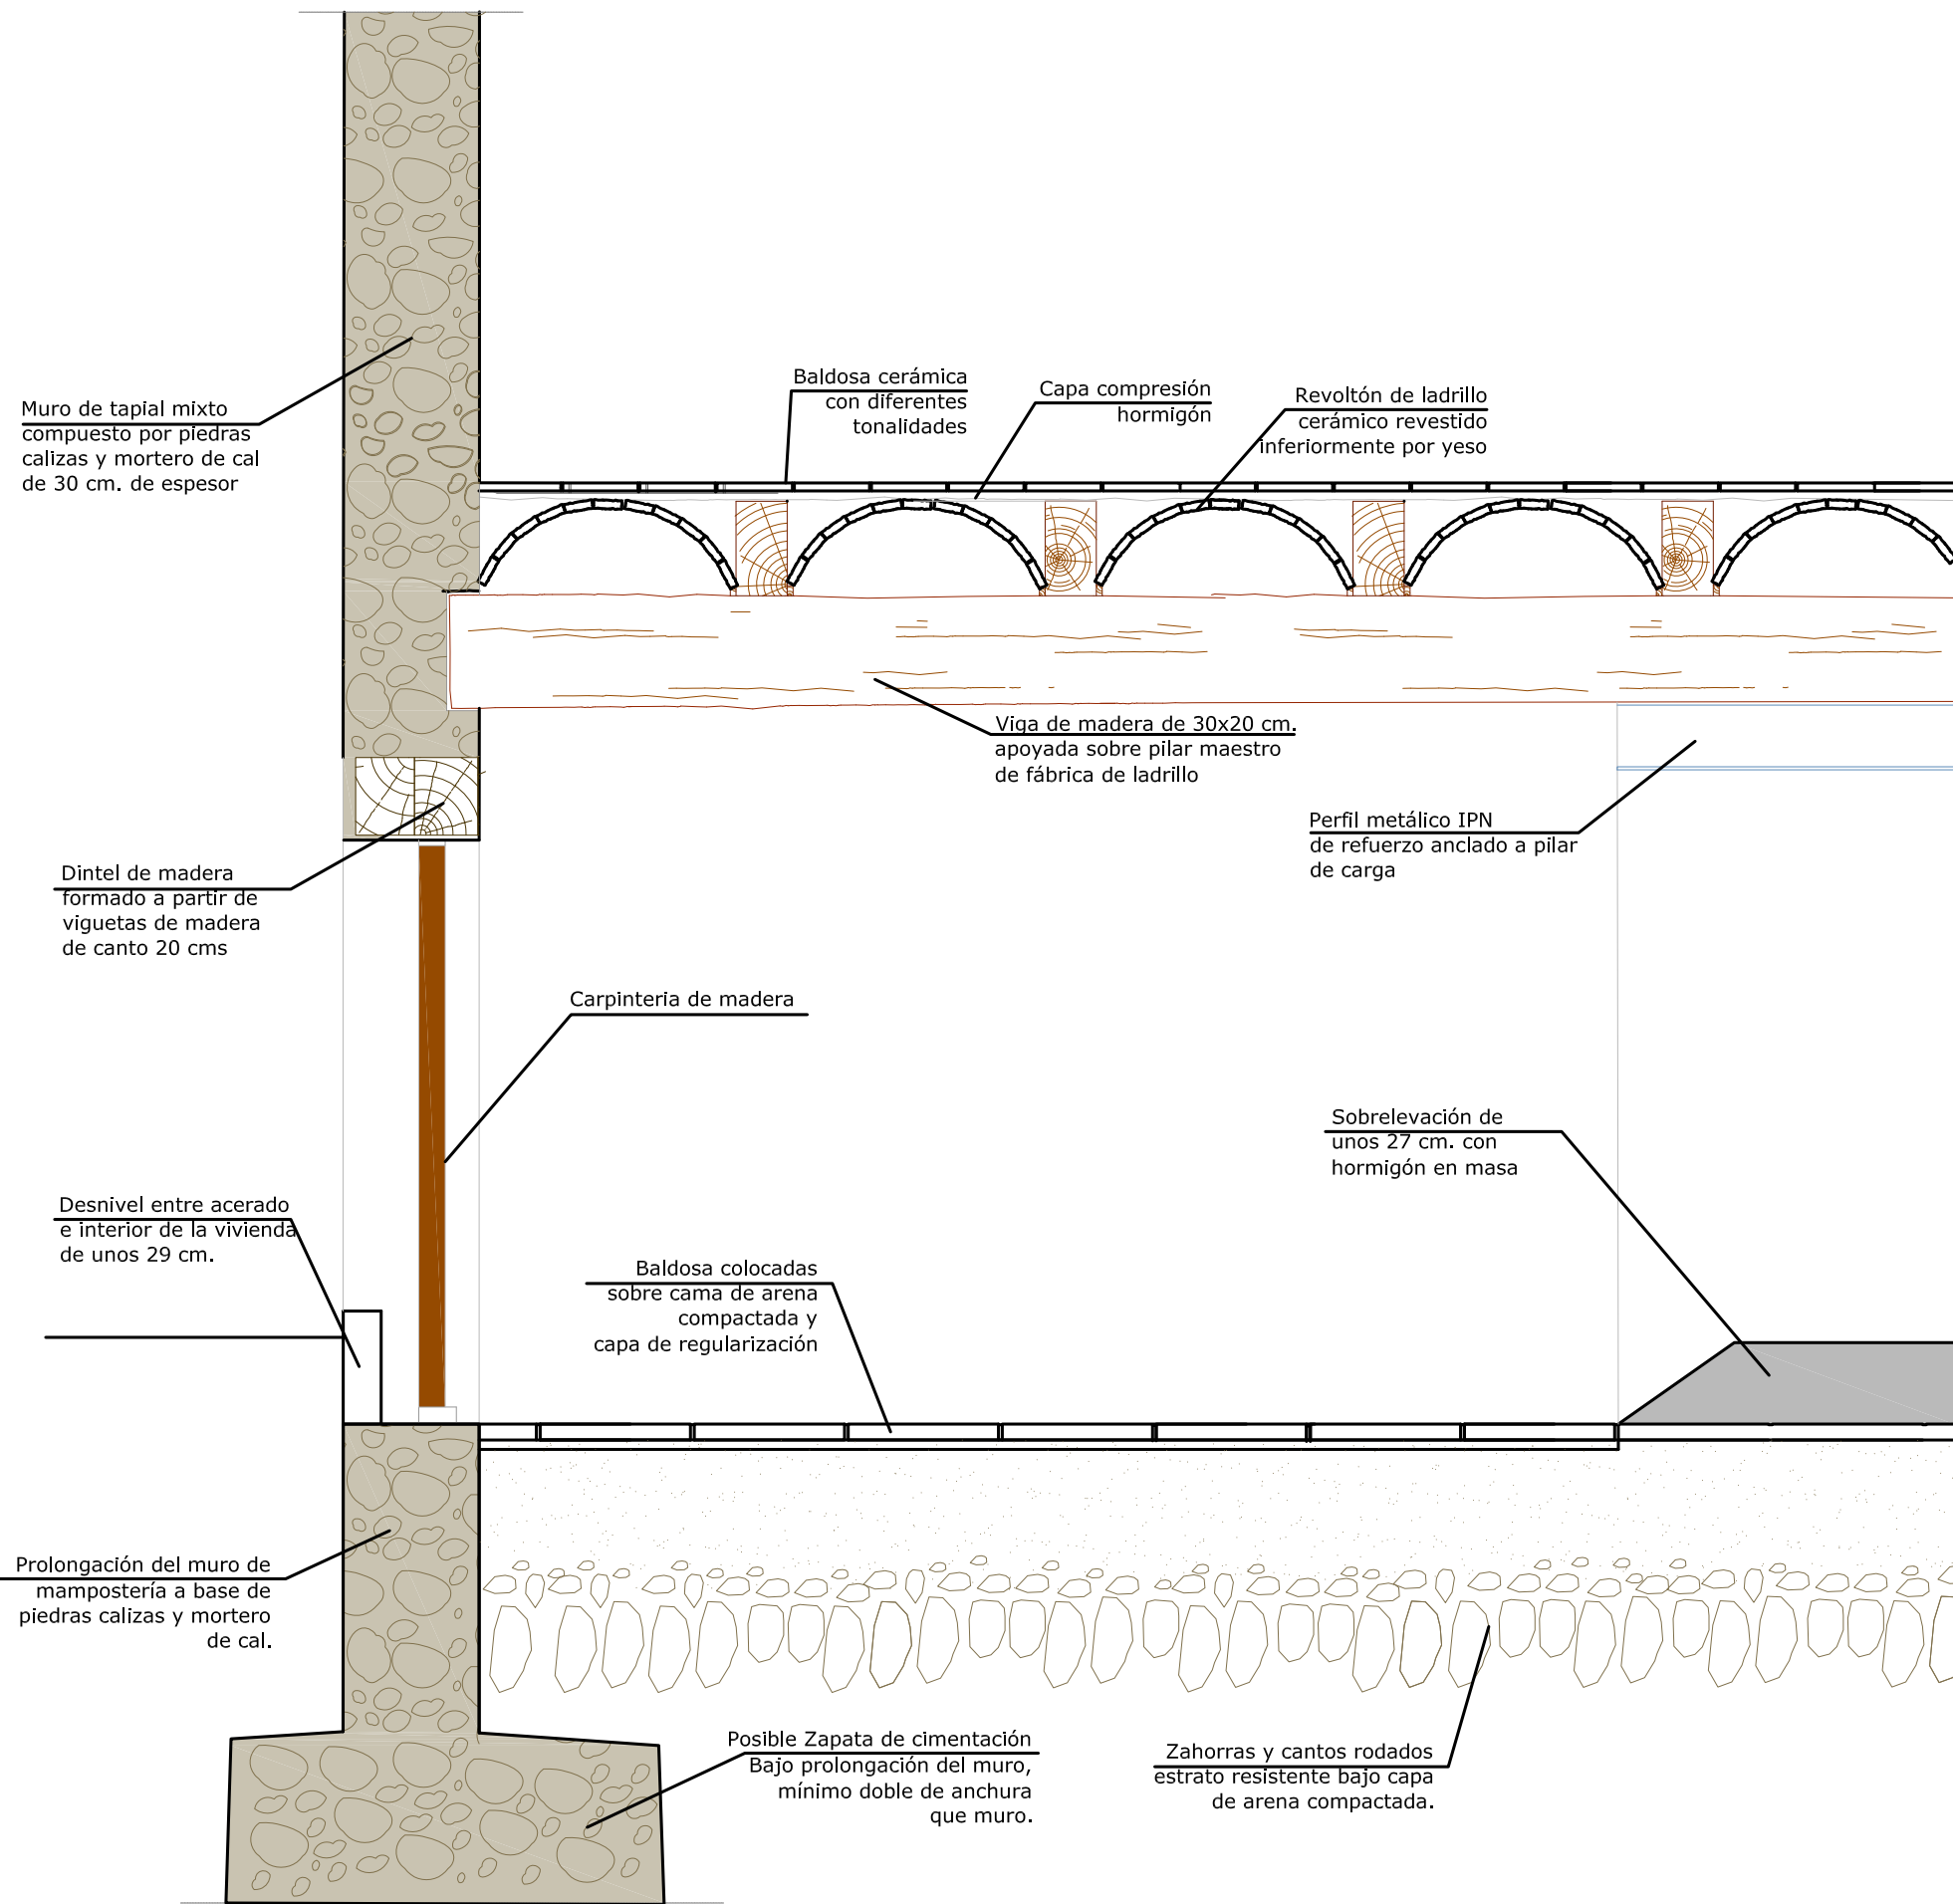 Baldosa cerámica
con diferentes
tonalidades
Capa compresión
hormigón
Revoltón de ladrillo
cerámico revestido
inferiormente por yeso
Muro de tapial mixto
compuesto por piedras
calizas y mortero de cal
de 30 cm. de espesor
Viga de madera de 30x20 cm.
apoyada sobre pilar maestro
de fábrica de ladrillo
Perfil metálico IPN
de refuerzo anclado a pilar
de carga
Dintel de madera
formado a partir de
viguetas de madera
de canto 20 cms
Carpinteria de madera
Sobrelevación de
unos 27 cm. con
hormigón en masa
Desnivel entre acerado
e interior de la vivienda
de unos 29 cm.
Baldosa colocadas
sobre cama de arena
compactada y
capa de regularización
Prolongación del muro de
mampostería a base de
piedras calizas y mortero
de cal.
Posible Zapata de cimentación
Bajo prolongación del muro,
mínimo doble de anchura
que muro.
Zahorras y cantos rodados
estrato resistente bajo capa
de arena compactada.